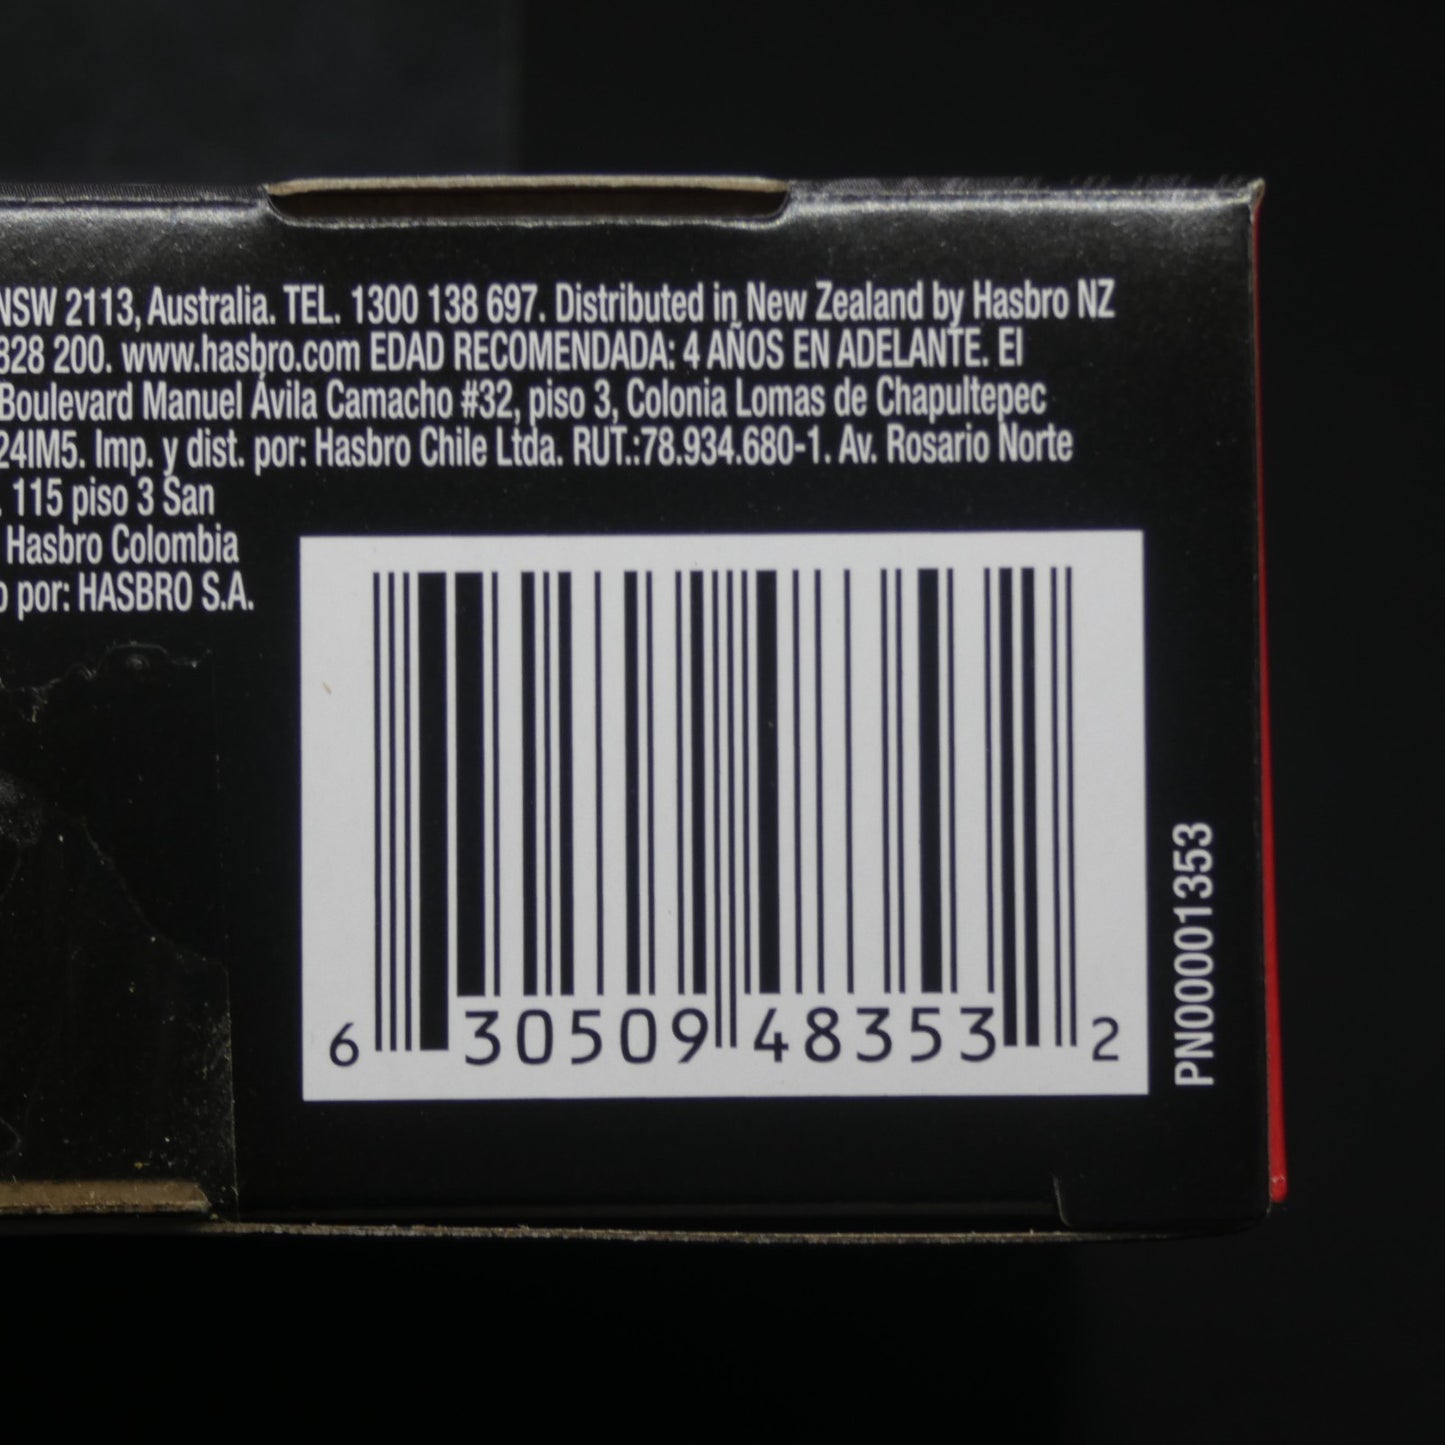 NSW 2113, Australia. TEL. 1300 138 697. Distributed in New Zealand by Hasbro NZ
828 200. www.hasbro.com EDAD RECOMENDADA: 4 AÑOS EN ADELANTE. El
Boulevard Manuel Ávila Camacho #32, piso 3, Colonia Lomas de Chapultepec
24IM5. Imp. y dist. por: Hasbro Chile Ltda. RUT.:78.934.680-1. Av. Rosario Norte
. 115 piso 3 San
Hasbro Colombia
o por: HASBRO S.A.
6 30509 48353 2
PN00001353